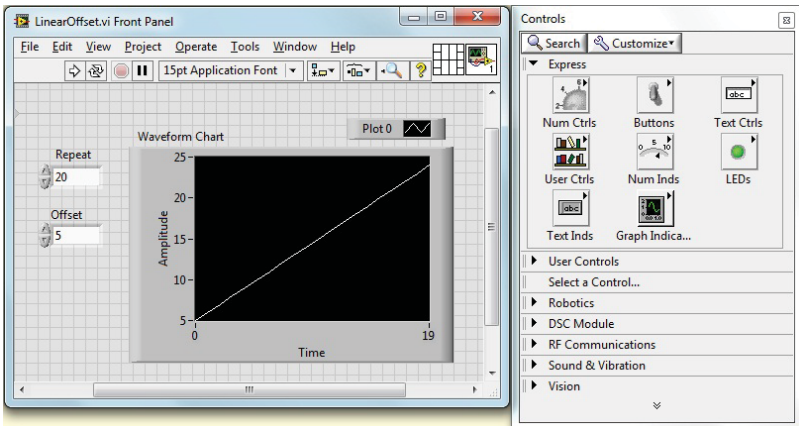 LinearOffset.vi Front Panel
File Edit View Project Operate Tools Window Help
15pt Application Font
1
Waveform Chart
Plot 0
Repeat
20
Offset
5
Amplitude
25
20
15
10
5
0
19
Time
Controls
Search Customize
Express
Num Ctrls Buttons Text Ctrls
User Ctrls Num Inds LEDs
Text Inds Graph Indica...
User Controls
Select a Control...
Robotics
DSC Module
RF Communications
Sound & Vibration
Vision